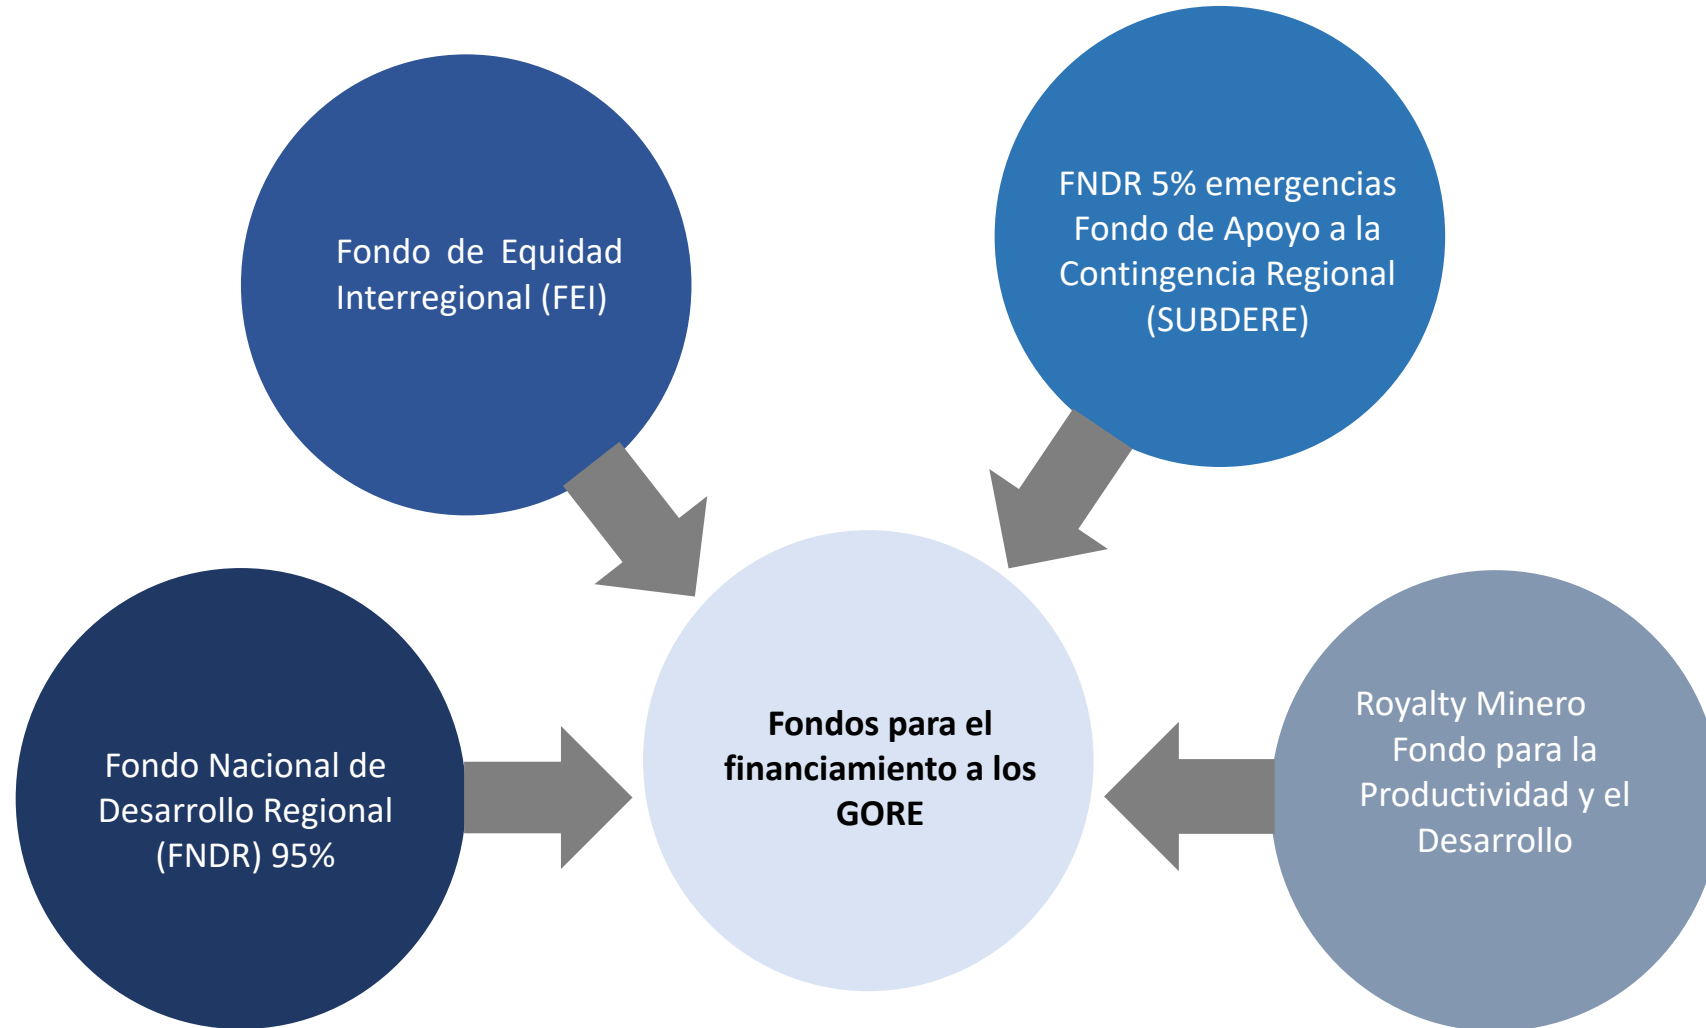 Fondo de Equidad
Interregional (FEI)
FNDR 5% emergencias
Fondo de Apoyo a la
Contingencia Regional
(SUBDERE)
Fondo Nacional de
Desarrollo Regional
(FNDR) 95%
Fondos para el
financiamiento a los
GORE
Royalty Minero
Fondo para la
Productividad y el
Desarrollo